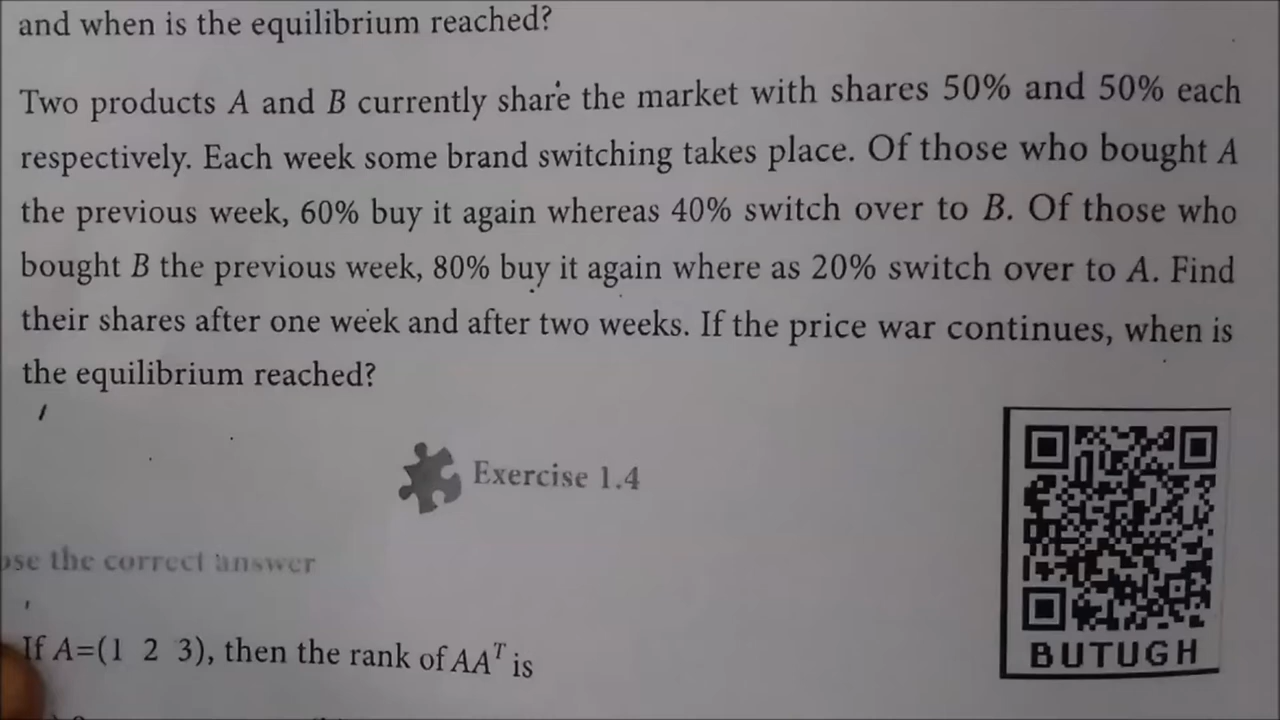 and when is the equilibrium reached?
Two products A and B currently share the market with shares 50% and 50% each
respectively. Each week some brand switching takes place. Of those who bought A
the previous week, 60% buy it again whereas 40% switch over to B. Of those who
bought B the previous week, 80% buy it again where as 20% switch over to A. Find
their shares after one week and after two weeks. If the price war continues, when is
the equilibrium reached?
Exercise 1.4
ose the correct answer
If A=(1 2 3), then the rank of AAᵀ is
BUTUGH